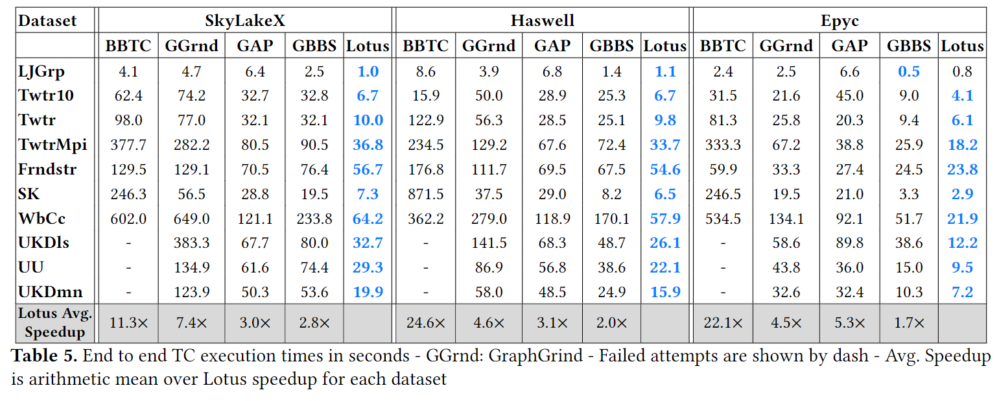 Dataset SkyLakeX Haswell Epyc
BBTC GGrnd GAP GBBS Lotus BBTC GGrnd GAP GBBS Lotus BBTC GGrnd GAP GBBS Lotus
LJGrp 4.1 4.7 6.4 2.5 1.0 8.6 3.9 6.8 1.4 1.1 2.4 2.5 6.6 0.5 0.8
Twtr10 62.4 74.2 32.7 32.8 6.7 15.9 50.0 28.9 25.3 6.7 31.5 21.6 45.0 9.0 4.1
Twtr 98.0 77.0 32.1 32.1 10.0 122.9 56.3 28.5 25.1 9.8 81.3 25.8 20.3 9.4 6.1
TwtrMpi 377.7 282.2 80.5 90.5 36.8 234.5 129.2 67.6 72.4 33.7 333.3 67.2 38.8 25.9 18.2
Frndstr 129.5 129.1 70.5 76.4 56.7 176.8 111.7 69.5 67.5 54.6 59.9 33.3 27.4 24.5 23.8
SK 246.3 56.5 28.8 19.5 7.3 871.5 37.5 29.0 8.2 6.5 246.5 19.5 21.0 3.3 2.9
WbCc 602.0 649.0 121.1 233.8 64.2 362.2 279.0 118.9 170.1 57.9 534.5 134.1 92.1 51.7 21.9
UKDls - 383.3 67.7 80.0 32.7 - 141.5 68.3 48.7 26.1 - 58.6 89.8 38.6 12.2
UU - 134.9 61.6 74.4 29.3 - 86.9 56.8 38.6 22.1 - 43.8 36.0 15.0 9.5
UKDmn - 123.9 50.3 53.6 19.9 - 58.0 48.5 24.9 15.9 - 32.6 32.4 10.3 7.2
Lotus Avg.
Speedup 11.3× 7.4× 3.0× 2.8× 24.6× 4.6× 3.1× 2.0× 22.1× 4.5× 5.3× 1.7×
Table 5. End to end TC execution times in seconds - GGrnd: GraphGrind - Failed attempts are shown by dash - Avg. Speedup
is arithmetic mean over Lotus speedup for each dataset